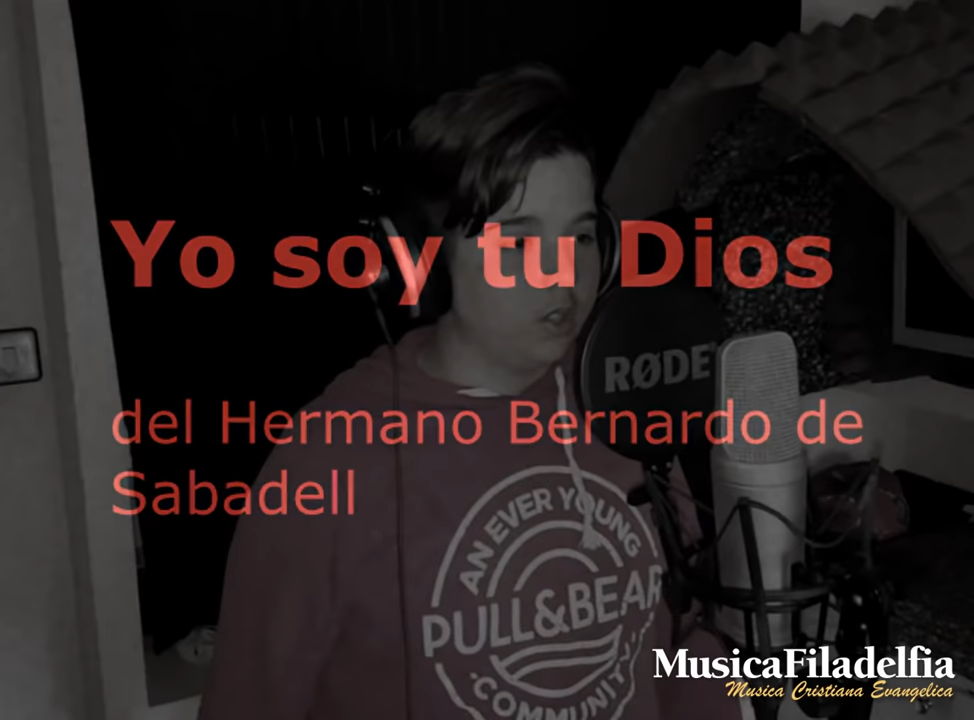 Yo soy tu Dios
del Hermano Bernardo de
Sabadell
RØDE
AN EVER YOUNG
PULL&BEAR
COMMUNITY
MusicaFiladelfia
Musica Cristiana Evangelica